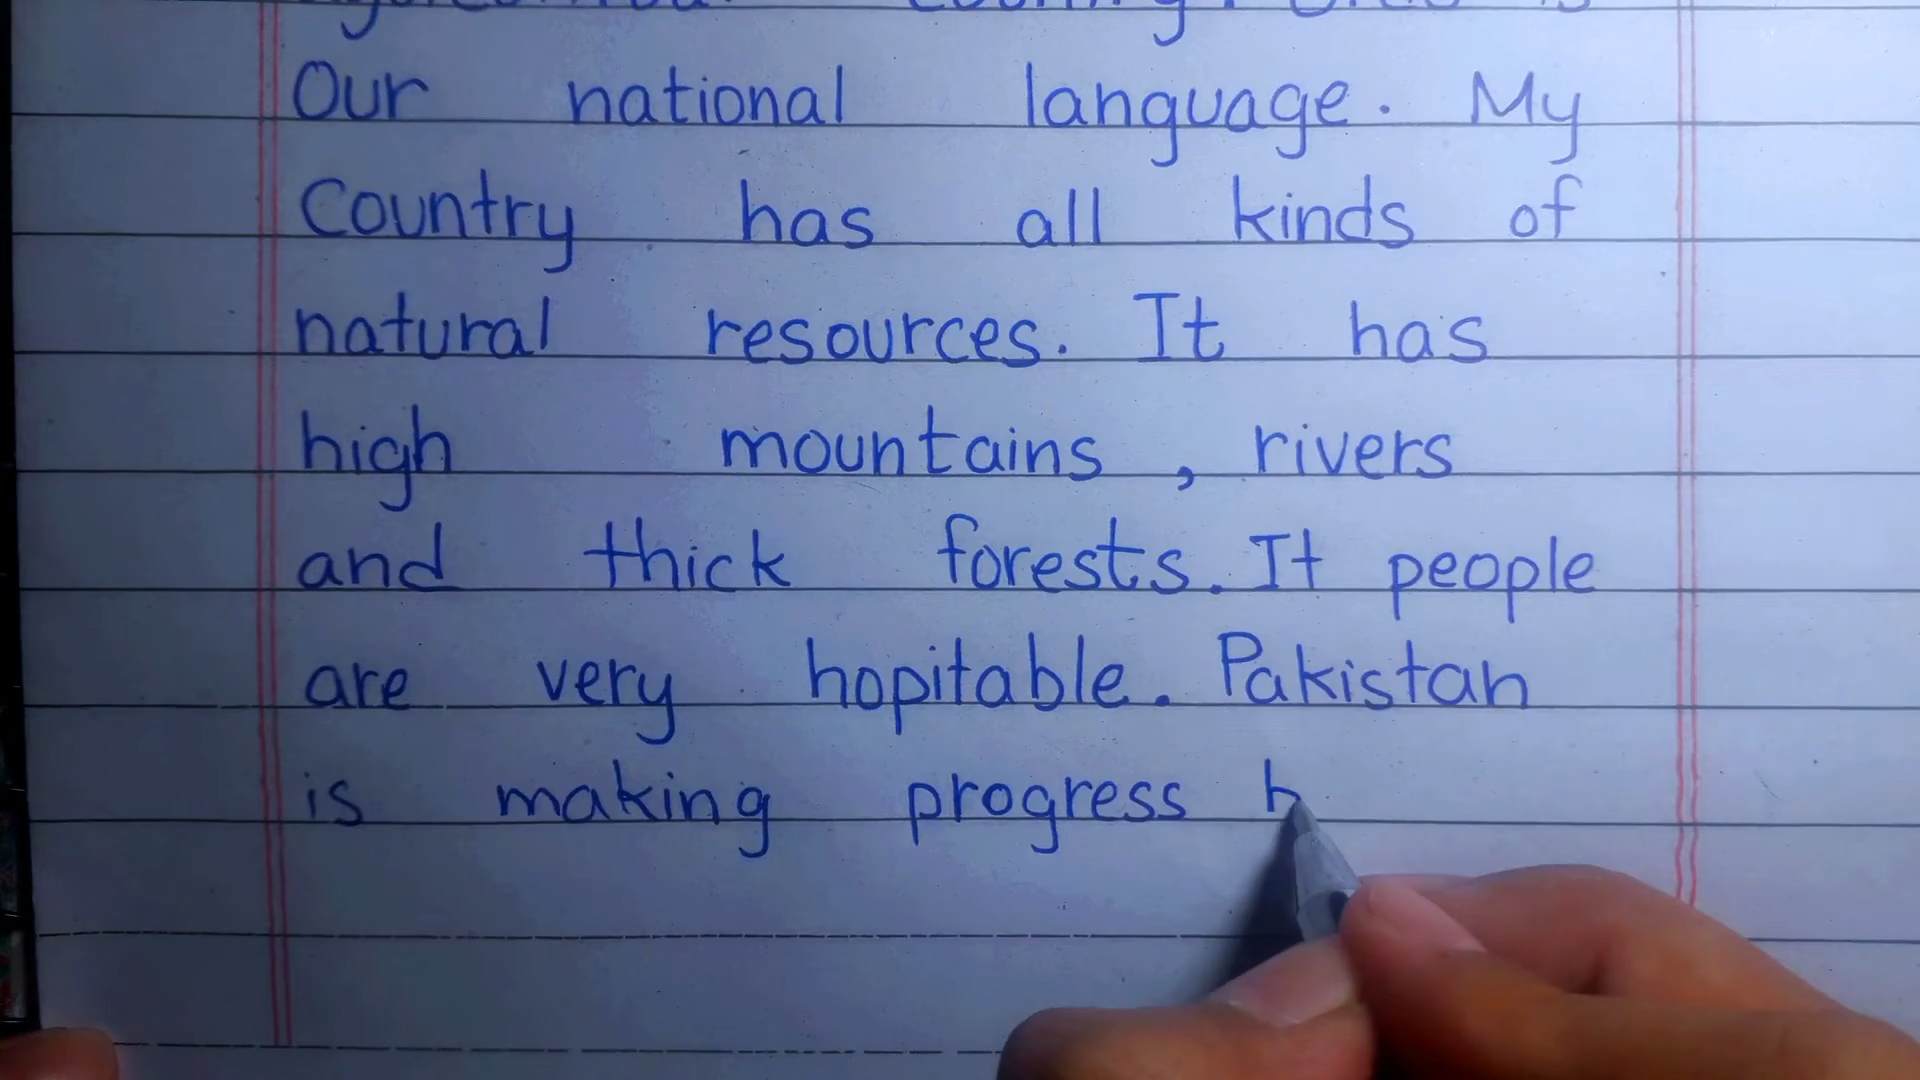 Our national language. My
Country has all kinds of
natural resources. It has
high mountains, rivers
and thick forests. It people
are very hopitable. Pakistan
is making progress